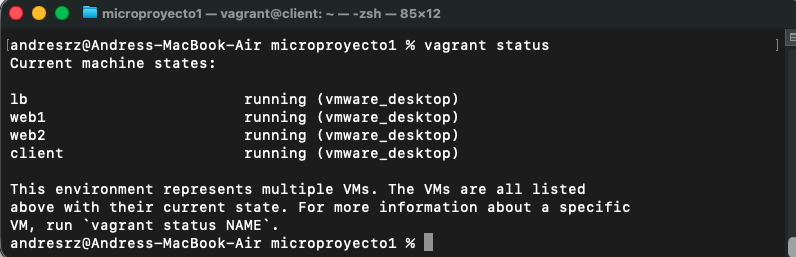 microproyecto1 — vagrant@client: ~ — -zsh — 85×12
[andresrz@Andress-MacBook-Air microproyecto1 % vagrant status ]
Current machine states:
lb                        running (vmware_desktop)
web1                      running (vmware_desktop)
web2                      running (vmware_desktop)
client                    running (vmware_desktop)
This environment represents multiple VMs. The VMs are all listed
above with their current state. For more information about a specific
VM, run `vagrant status NAME`.
andresrz@Andress-MacBook-Air microproyecto1 %